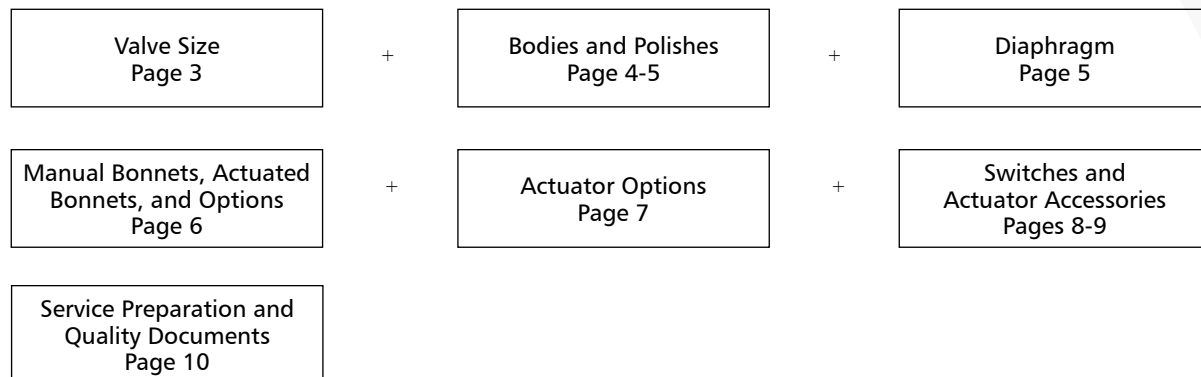 Valve Size
Page 3
+
Bodies and Polishes
Page 4-5
+
Diaphragm
Page 5
Manual Bonnets, Actuated
Bonnets, and Options
Page 6
+
Actuator Options
Page 7
+
Switches and
Actuator Accessories
Pages 8-9
Service Preparation and
Quality Documents
Page 10